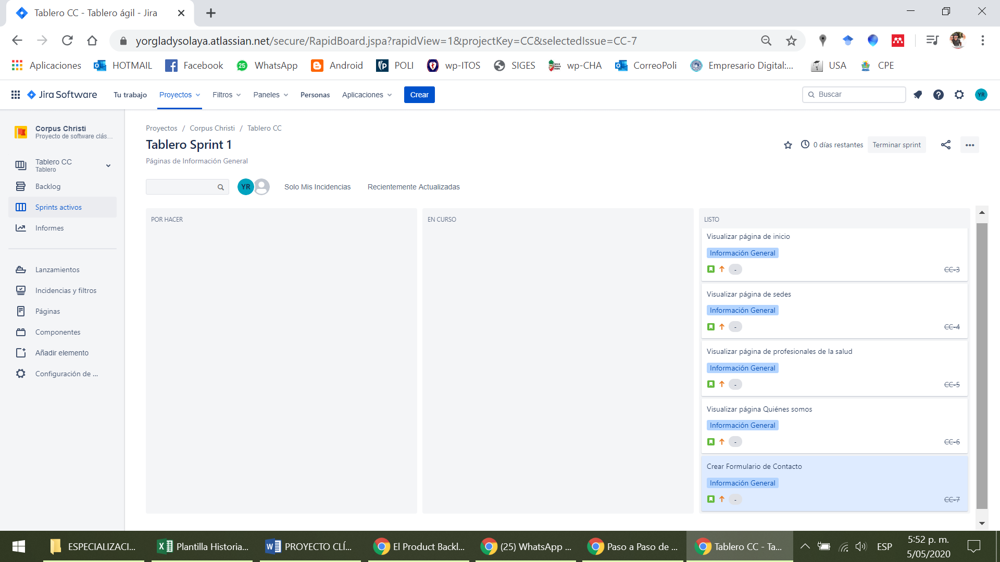 Tablero CC - Tablero ágil - Jira
yorgladysolaya.atlassian.net/secure/RapidBoard.jspa?rapidView=1&projectKey=CC&selectedIssue=CC-7
Aplicaciones HOTMAIL Facebook 25 WhatsApp Android POLI wp-ITOS SIGES wp-CHA CorreoPoli Empresario Digital:... USA CPE
Jira Software Tu trabajo Proyectos Filtros Paneles Personas Aplicaciones Crear Buscar YR
Corpus Christi
Proyecto de software clás...
Tablero CC
Tablero
Backlog
Sprints activos
Informes
Lanzamientos
Incidencias y filtros
Páginas
Componentes
Añadir elemento
Configuración de ...
Proyectos / Corpus Christi / Tablero CC
Tablero Sprint 1
0 días restantes Terminar sprint
Páginas de Información General
YR Solo Mis Incidencias Recientemente Actualizadas
POR HACER EN CURSO LISTO
Visualizar página de inicio
Información General
- CC-3
Visualizar página de sedes
Información General
- CC-4
Visualizar página de profesionales de la salud
Información General
- CC-5
Visualizar página Quiénes somos
Información General
- CC-6
Crear Formulario de Contacto
Información General
- CC-7
ESPECIALIZACI... Plantilla Historia... PROYECTO CLÍ... El Product Backl... (25) WhatsApp ... Paso a Paso de ... Tablero CC - Ta... ESP
5:52 p. m.
5/05/2020